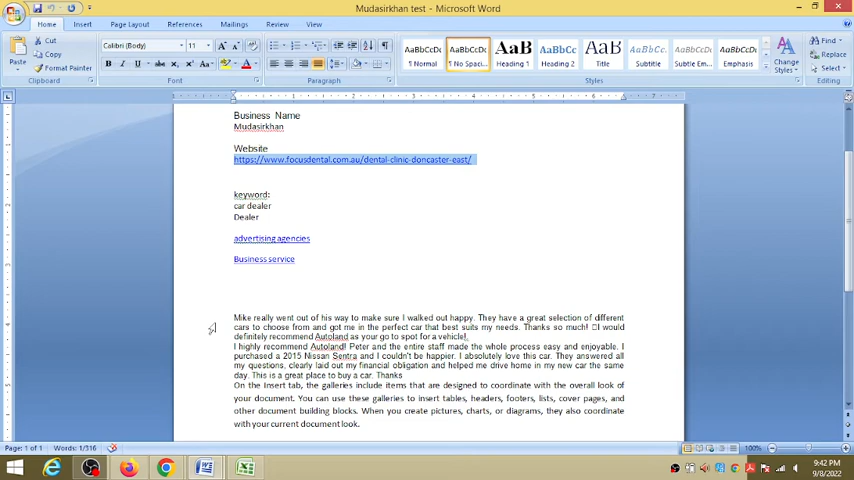 Mudasirkhan test - Microsoft Word
Home Insert Page Layout References Mailings Review View
Cut
Copy
Format Painter
Paste
Clipboard
Calibri (Body) 11
Font
Paragraph
AaBbCcDc AaBbCcDc AaBbC AaBbCc AaBb AaBbCc. AaBbCcDc AaBbCcDc
¶ Normal ¶ No Spaci... Heading 1 Heading 2 Title Subtitle Subtle Em... Emphasis
Styles
Change Styles
Find
Replace
Select
Editing
Business Name
Mudasirkhan
Website
https://www.focusdental.com.au/dental-clinic-doncaster-east/
keyword:
car dealer
Dealer
advertising agencies
Business service
Mike really went out of his way to make sure I walked out happy. They have a great selection of different
cars to choose from and got me in the perfect car that best suits my needs. Thanks so much! I would
definitely recommend Autoland as your go to spot for a vehicle!.
I highly recommend Autoland! Peter and the entire staff made the whole process easy and enjoyable. I
purchased a 2015 Nissan Sentra and I couldn't be happier. I absolutely love this car. They answered all
my questions, clearly laid out my financial obligation and helped me drive home in my new car the same
day. This is a great place to buy a car. Thanks
On the Insert tab, the galleries include items that are designed to coordinate with the overall look of
your document. You can use these galleries to insert tables, headers, footers, lists, cover pages, and
other document building blocks. When you create pictures, charts, or diagrams, they also coordinate
with your current document look.
Page: 1 of 1 Words: 1/316 100%
9:42 PM
9/8/2022